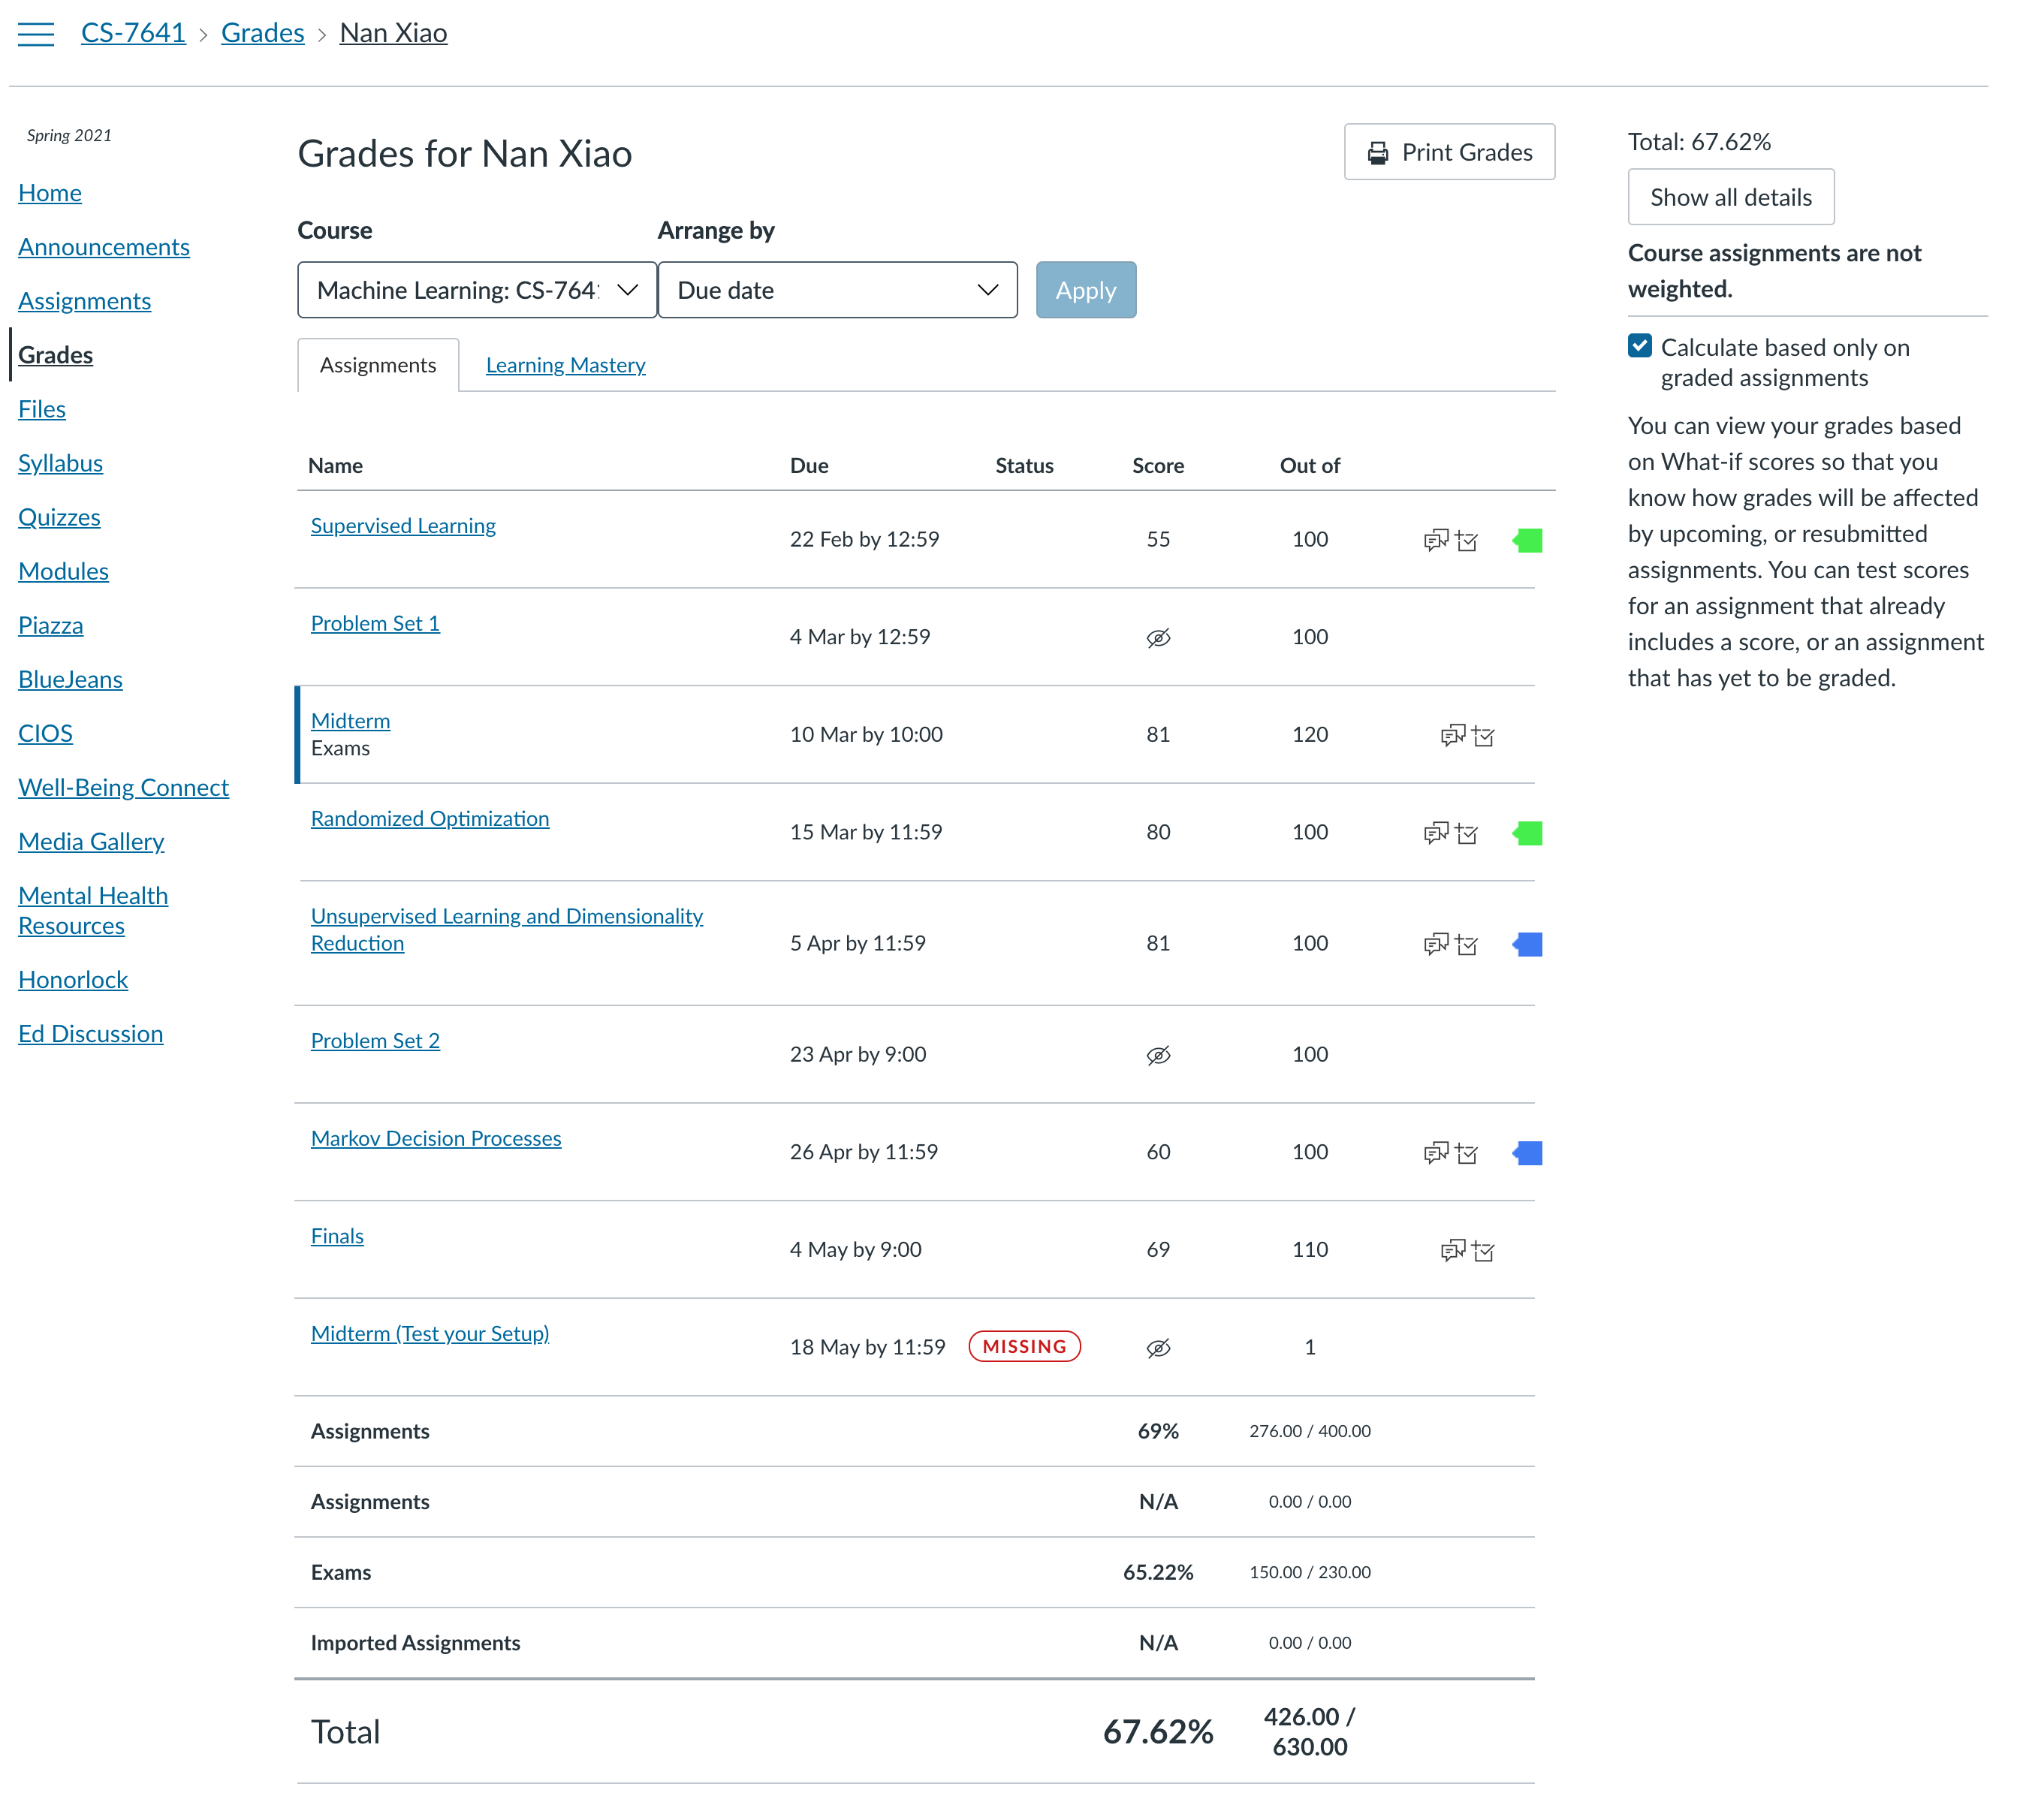 CS-7641 > Grades > Nan Xiao
Spring 2021
Home
Announcements
Assignments
Grades
Files
Syllabus
Quizzes
Modules
Piazza
BlueJeans
CIOS
Well-Being Connect
Media Gallery
Mental Health
Resources
Honorlock
Ed Discussion
Grades for Nan Xiao
Print Grades
Course
Arrange by
Machine Learning: CS-764
Due date
Apply
Assignments
Learning Mastery
Name Due Status Score Out of
Supervised Learning 22 Feb by 12:59 55 100
Problem Set 1 4 Mar by 12:59 100
Midterm
Exams
10 Mar by 10:00 81 120
Randomized Optimization 15 Mar by 11:59 80 100
Unsupervised Learning and Dimensionality
Reduction
5 Apr by 11:59 81 100
Problem Set 2 23 Apr by 9:00 100
Markov Decision Processes 26 Apr by 11:59 60 100
Finals 4 May by 9:00 69 110
Midterm (Test your Setup) 18 May by 11:59 MISSING 1
Assignments 69% 276.00 / 400.00
Assignments N/A 0.00 / 0.00
Exams 65.22% 150.00 / 230.00
Imported Assignments N/A 0.00 / 0.00
Total 67.62% 426.00 /
630.00
Total: 67.62%
Show all details
Course assignments are not
weighted.
Calculate based only on
graded assignments
You can view your grades based
on What-if scores so that you
know how grades will be affected
by upcoming, or resubmitted
assignments. You can test scores
for an assignment that already
includes a score, or an assignment
that has yet to be graded.